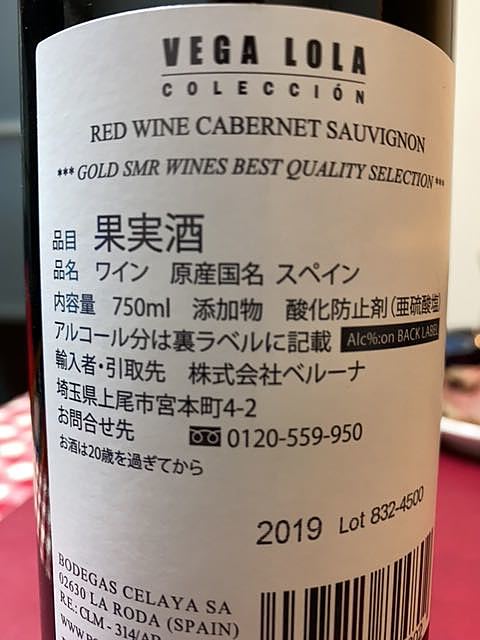 VEGA LOLA
COLECCIÓN
RED WINE CABERNET SAUVIGNON
*** GOLD SMR WINES BEST QUALITY SELECTION ***
品目 果実酒
品名 ワイン 原産国名 スペイン
内容量 750ml 添加物 酸化防止剤(亜硫酸塩)
アルコール分は裏ラベルに記載 Alc%:on BACK LABEL
輸入者・引取先 株式会社ベルーナ
埼玉県上尾市宮本町4-2
お問合せ先 0120-559-950
お酒は20歳を過ぎてから
2019 Lot 832-4500
BODEGAS CELAYA SA
02630 LA RODA (SPAIN)
RE.: CLM - 314/AB